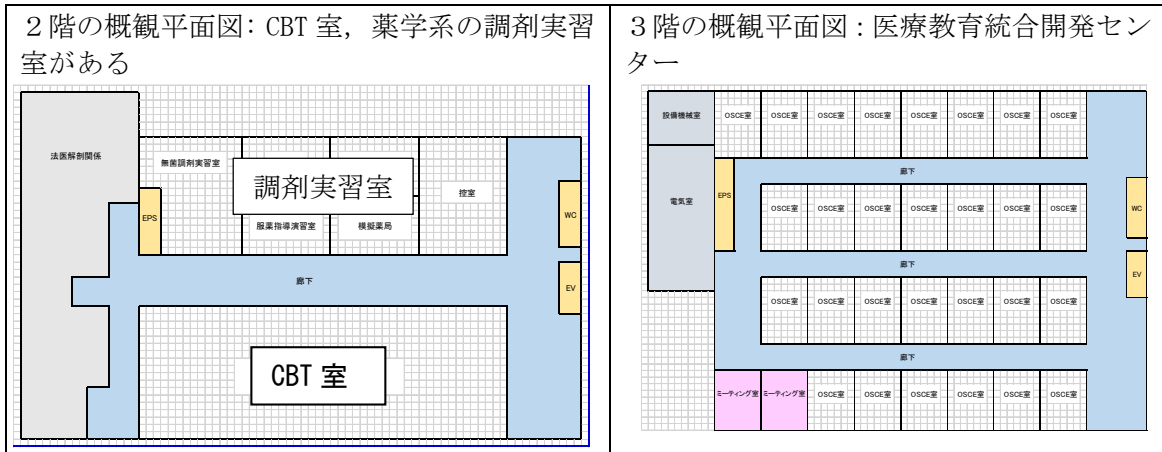 ２階の概観平面図: CBT 室, 薬学系の調剤実習
室がある
法医解剖関係
無菌調剤実習室
調剤実習室
控室
EPS
服薬指導演習室
模擬薬局
WC
廊下
EV
CBT 室
３階の概観平面図：医療教育統合開発セン
ター
設備機械室
OSCE室 OSCE室 OSCE室 OSCE室 OSCE室 OSCE室 OSCE室 OSCE室
廊下
電気室
EPS
OSCE室 OSCE室 OSCE室 OSCE室 OSCE室 OSCE室 OSCE室
WC
廊下
EV
OSCE室 OSCE室 OSCE室 OSCE室 OSCE室 OSCE室 OSCE室
廊下
ミーティング室 ミーティング室 OSCE室 OSCE室 OSCE室 OSCE室 OSCE室 OSCE室